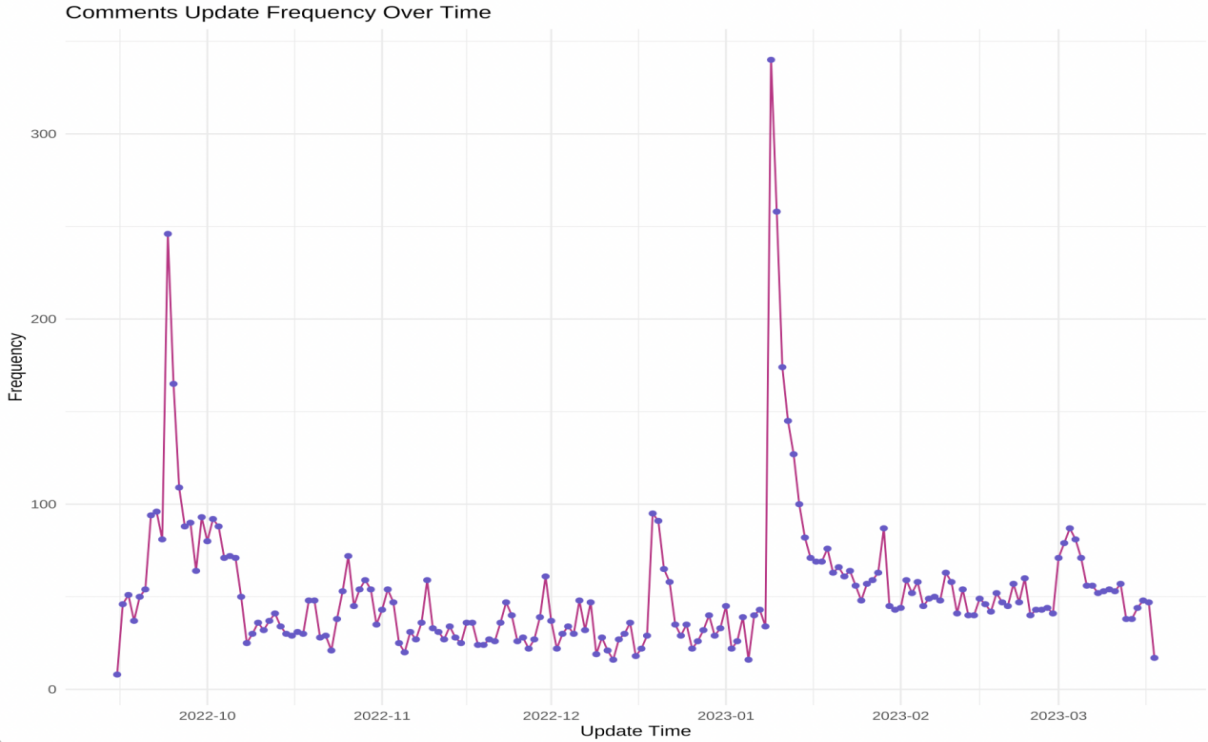 Comments Update Frequency Over Time
Frequency
300
200
100
0
2022-10 2022-11 2022-12 2023-01 2023-02 2023-03
Update Time